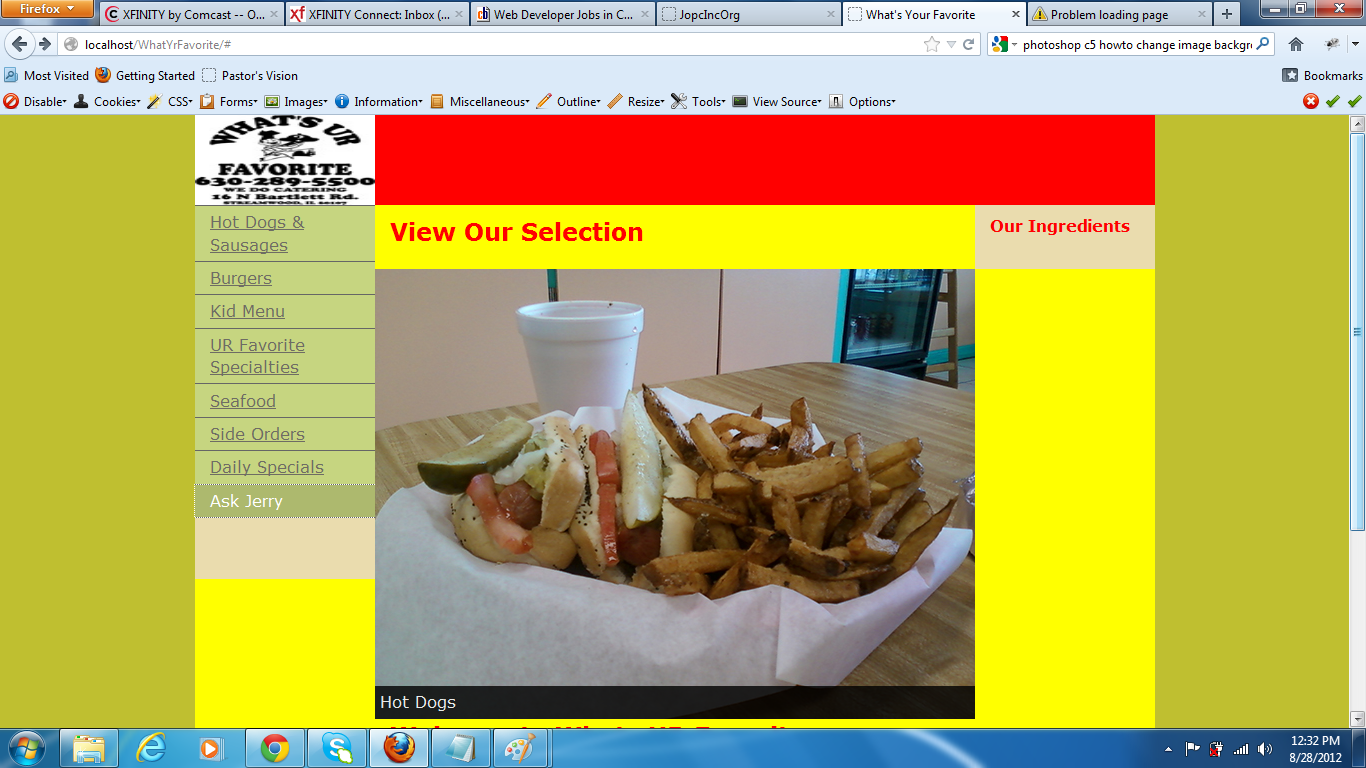 Firefox
XFINITY by Comcast -- O...
XFINITY Connect: Inbox (...
Web Developer Jobs in C...
JopcIncOrg
What's Your Favorite
Problem loading page
localhost/WhatYrFavorite/#
photoshop c5 howto change image backgr
Most Visited
Getting Started
Pastor's Vision
Bookmarks
Disable
Cookies
CSS
Forms
Images
Information
Miscellaneous
Outline
Resize
Tools
View Source
Options
WHAT'S UR
FAVORITE
630-289-5500
WE DO CATERING
16 N Bartlett Rd.
STREAMWOOD, IL 60107
Hot Dogs &
Sausages
Burgers
Kid Menu
UR Favorite
Specialties
Seafood
Side Orders
Daily Specials
Ask Jerry
View Our Selection
Our Ingredients
Hot Dogs
12:32 PM
8/28/2012